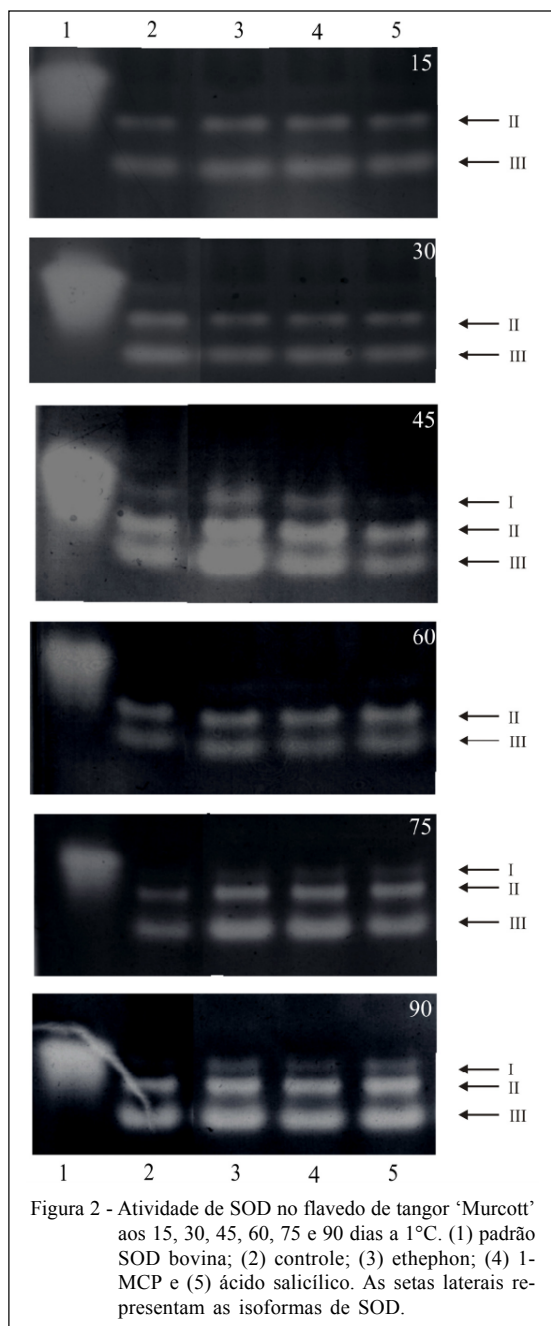 1 2 3 4 5
15
II
III
30
II
III
45
I
II
III
60
II
III
75
I
II
III
90
I
II
III
1 2 3 4 5
Figura 2 - Atividade de SOD no flavedo de tangor ‘Murcott’
aos 15, 30, 45, 60, 75 e 90 dias a 1°C. (1) padrão
SOD bovina; (2) controle; (3) ethephon; (4) 1-
MCP e (5) ácido salicílico. As setas laterais re-
presentam as isoformas de SOD.